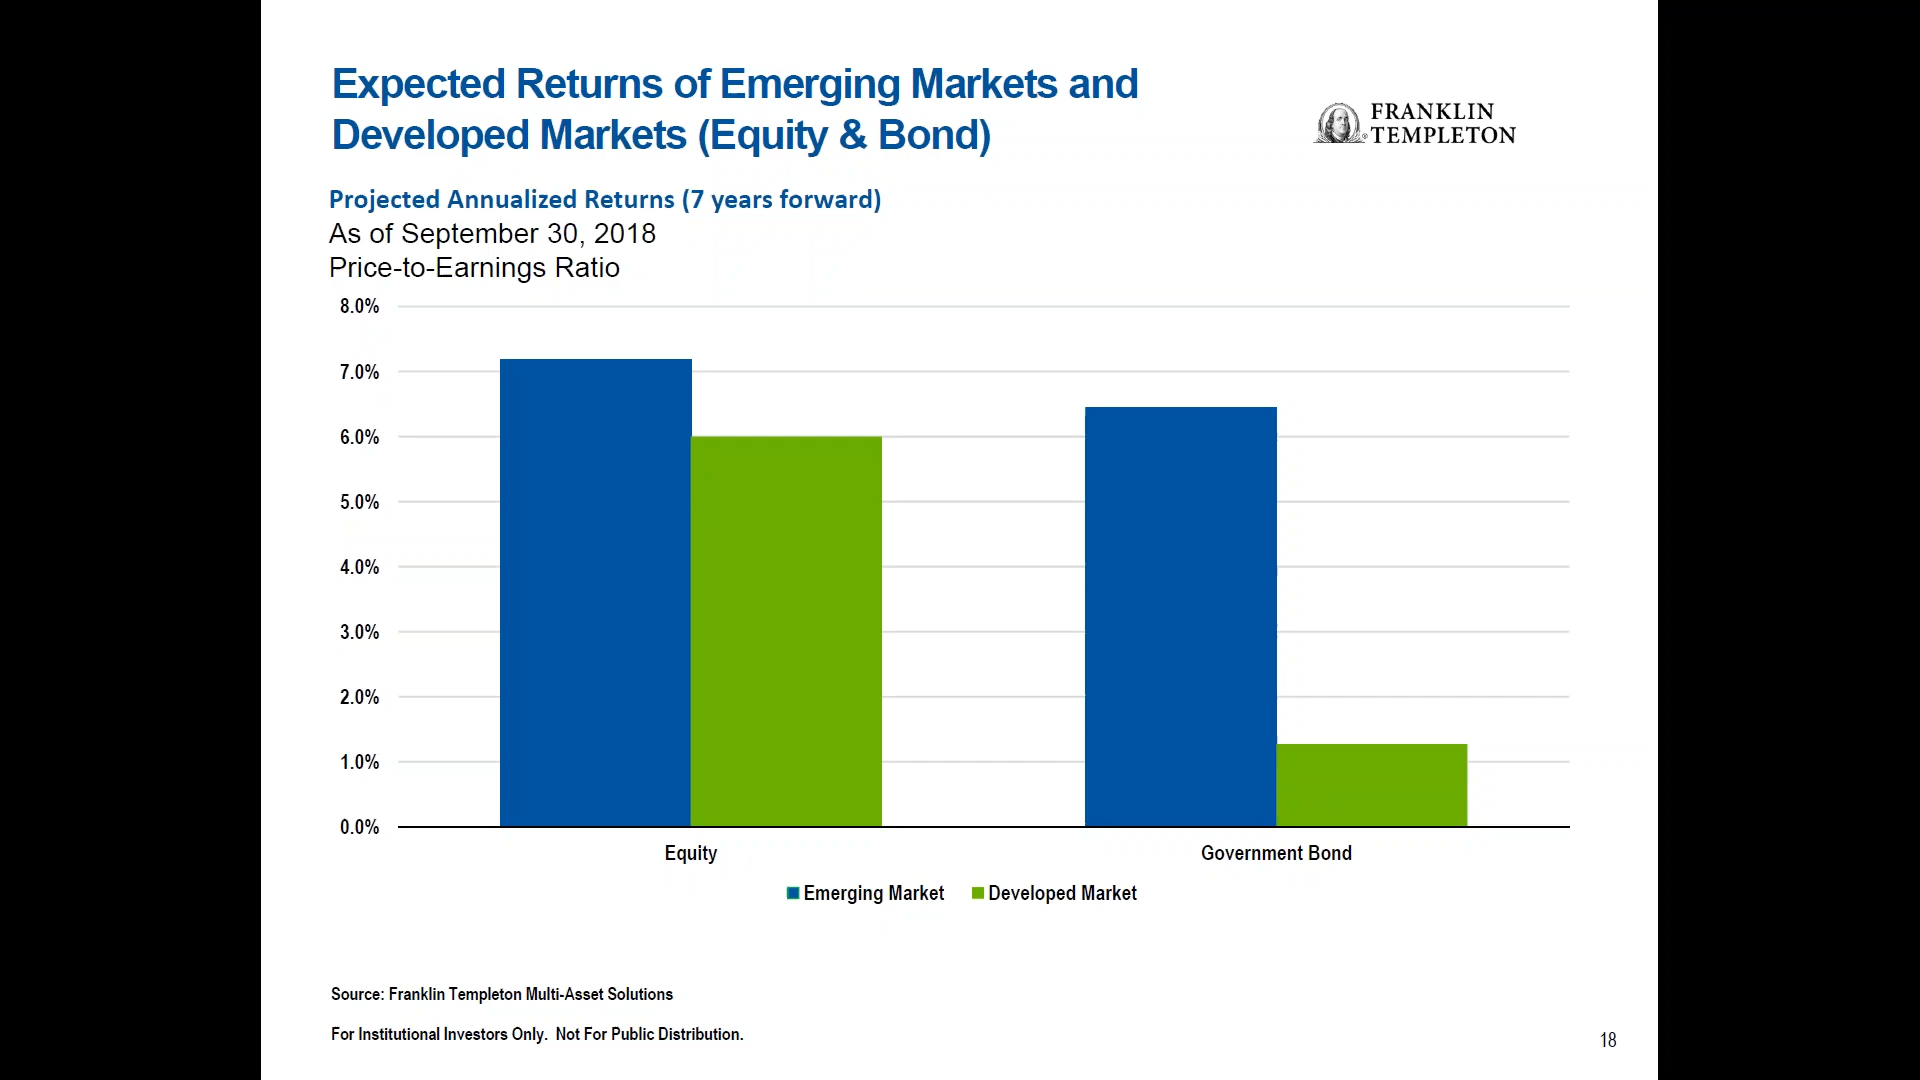 Expected Returns of Emerging Markets and
Developed Markets (Equity & Bond)
FRANKLIN
TEMPLETON
Projected Annualized Returns (7 years forward)
As of September 30, 2018
Price-to-Earnings Ratio
8.0%
7.0%
6.0%
5.0%
4.0%
3.0%
2.0%
1.0%
0.0%
Equity
Government Bond
Emerging Market
Developed Market
Source: Franklin Templeton Multi-Asset Solutions
For Institutional Investors Only.  Not For Public Distribution.
18